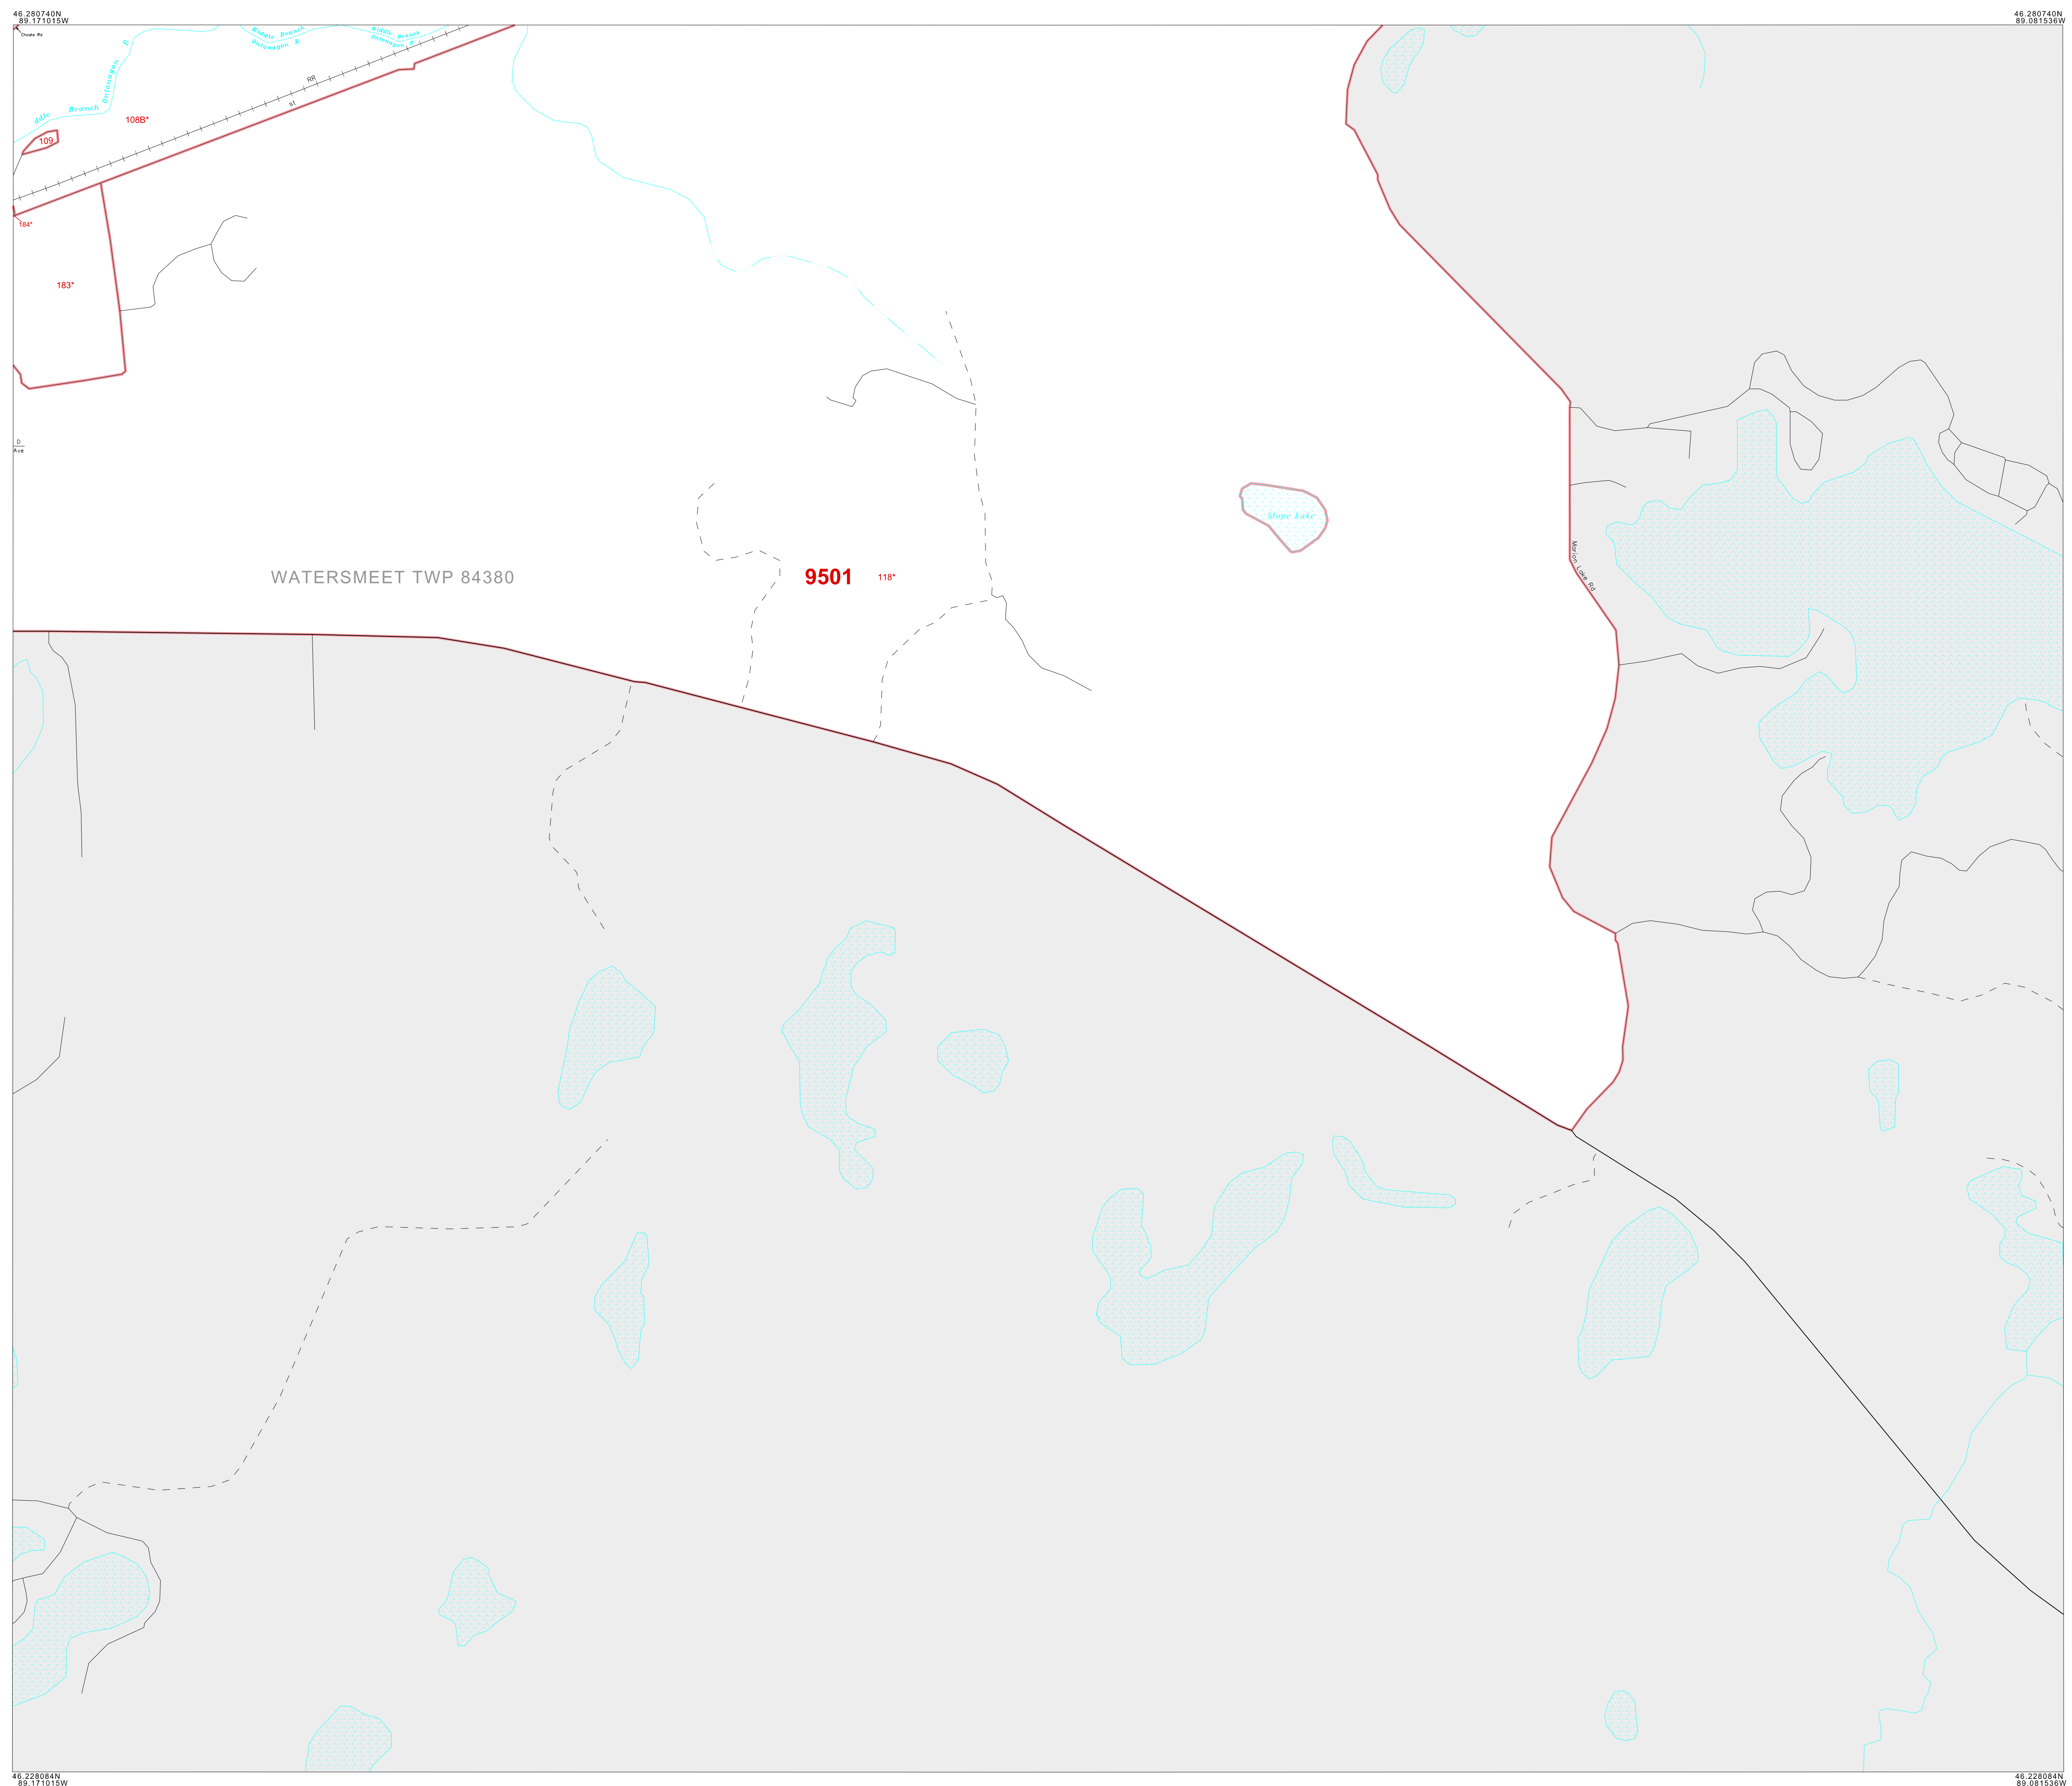 46.280740N
89.171015W
46.280740N
89.081536W
Choate Rd
Middle Branch
Ontonagon R
Middle Branch
Ontonagon R
ddle Branch Ontonagon R
RR
st
108B*
109
184*
183*
D
Ave
Slope Lake
Marion Lake Rd
WATERSMEET TWP 84380
9501
118*
46.228084N
89.171015W
46.228084N
89.081536W